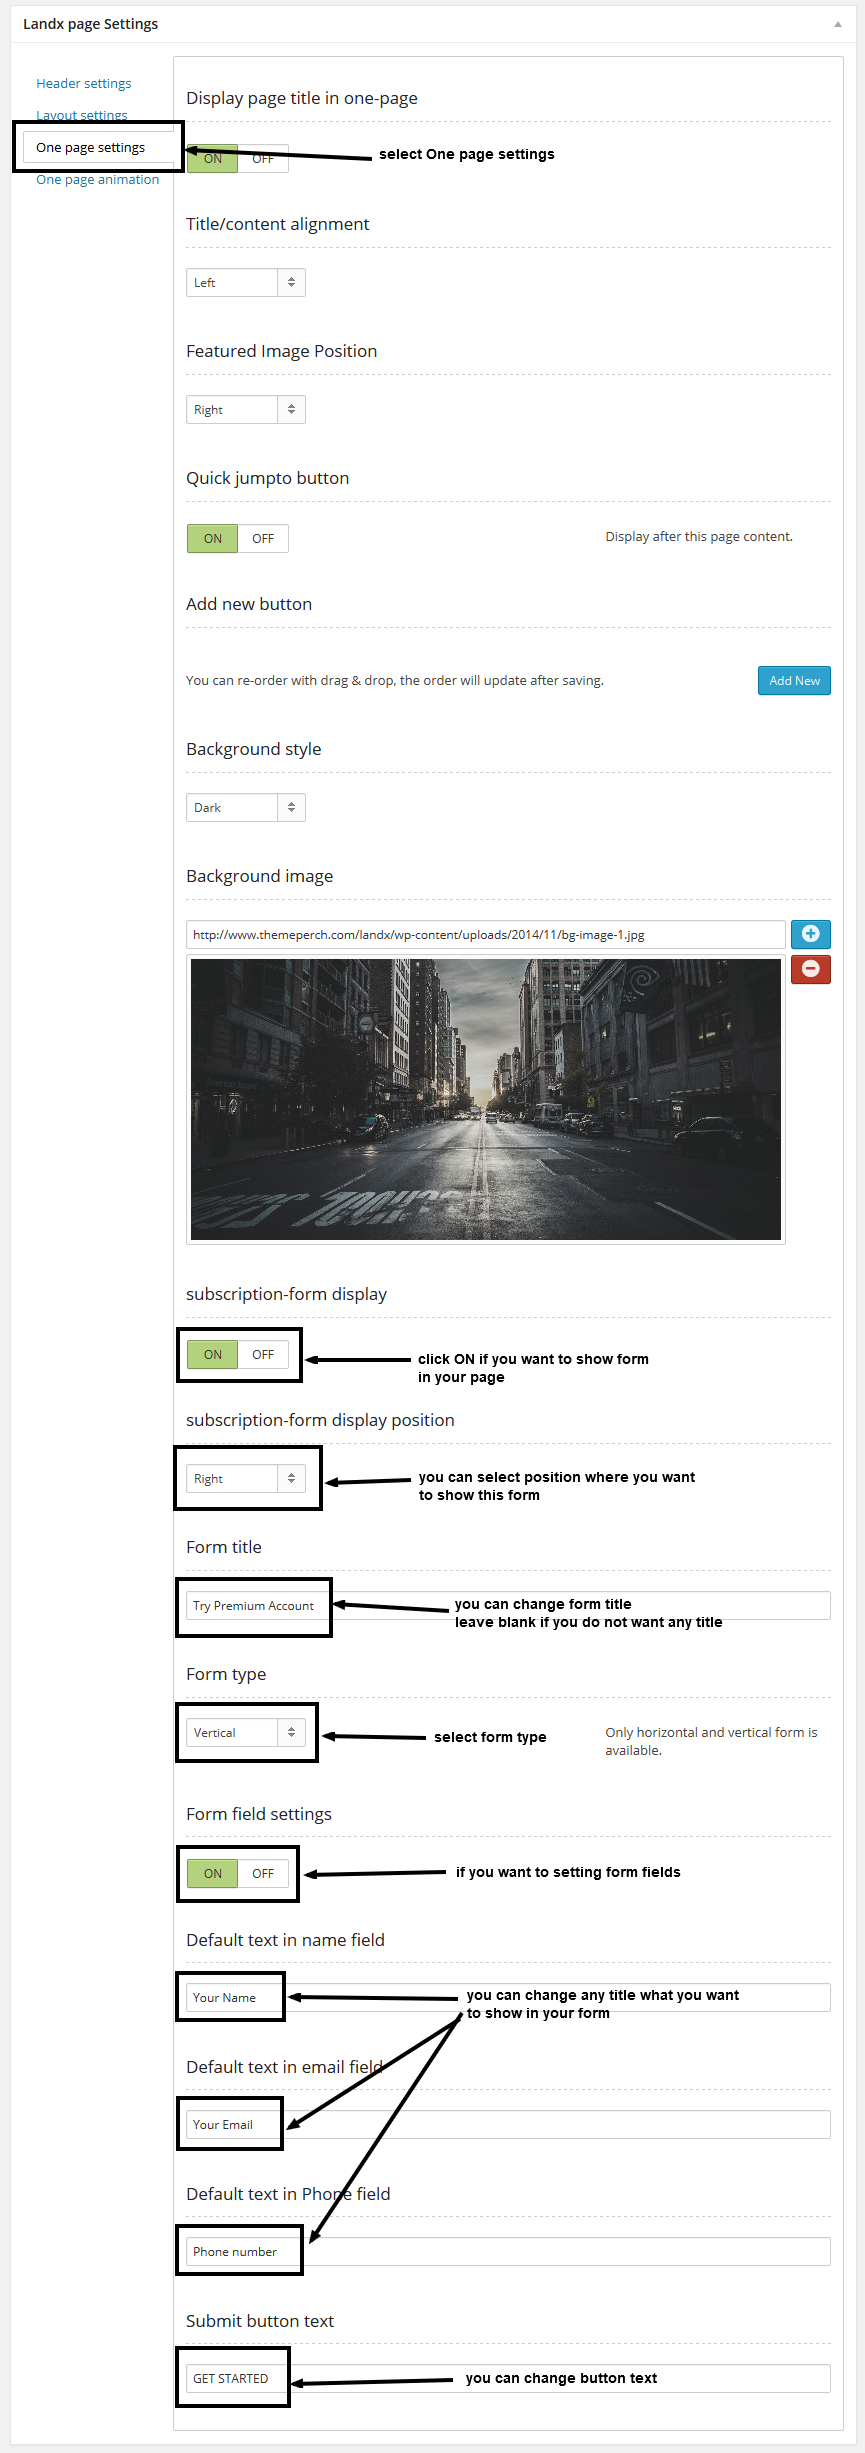 Landx page Settings
Header settings
Layout settings
One page settings
One page animation
Display page title in one-page
ON OFF
select One page settings
Title/content alignment
Left
Featured Image Position
Right
Quick jumpto button
ON OFF
Display after this page content.
Add new button
You can re-order with drag & drop, the order will update after saving.
Add New
Background style
Dark
Background image
http://www.themeperch.com/landx/wp-content/uploads/2014/11/bg-image-1.jpg
subscription-form display
ON OFF
click ON if you want to show form
in your page
subscription-form display position
Right
you can select position where you want
to show this form
Form title
Try Premium Account
you can change form title
leave blank if you do not want any title
Form type
Vertical
select form type
Only horizontal and vertical form is
available.
Form field settings
ON OFF
if you want to setting form fields
Default text in name field
Your Name
you can change any title what you want
to show in your form
Default text in email field
Your Email
Default text in Phone field
Phone number
Submit button text
GET STARTED
you can change button text